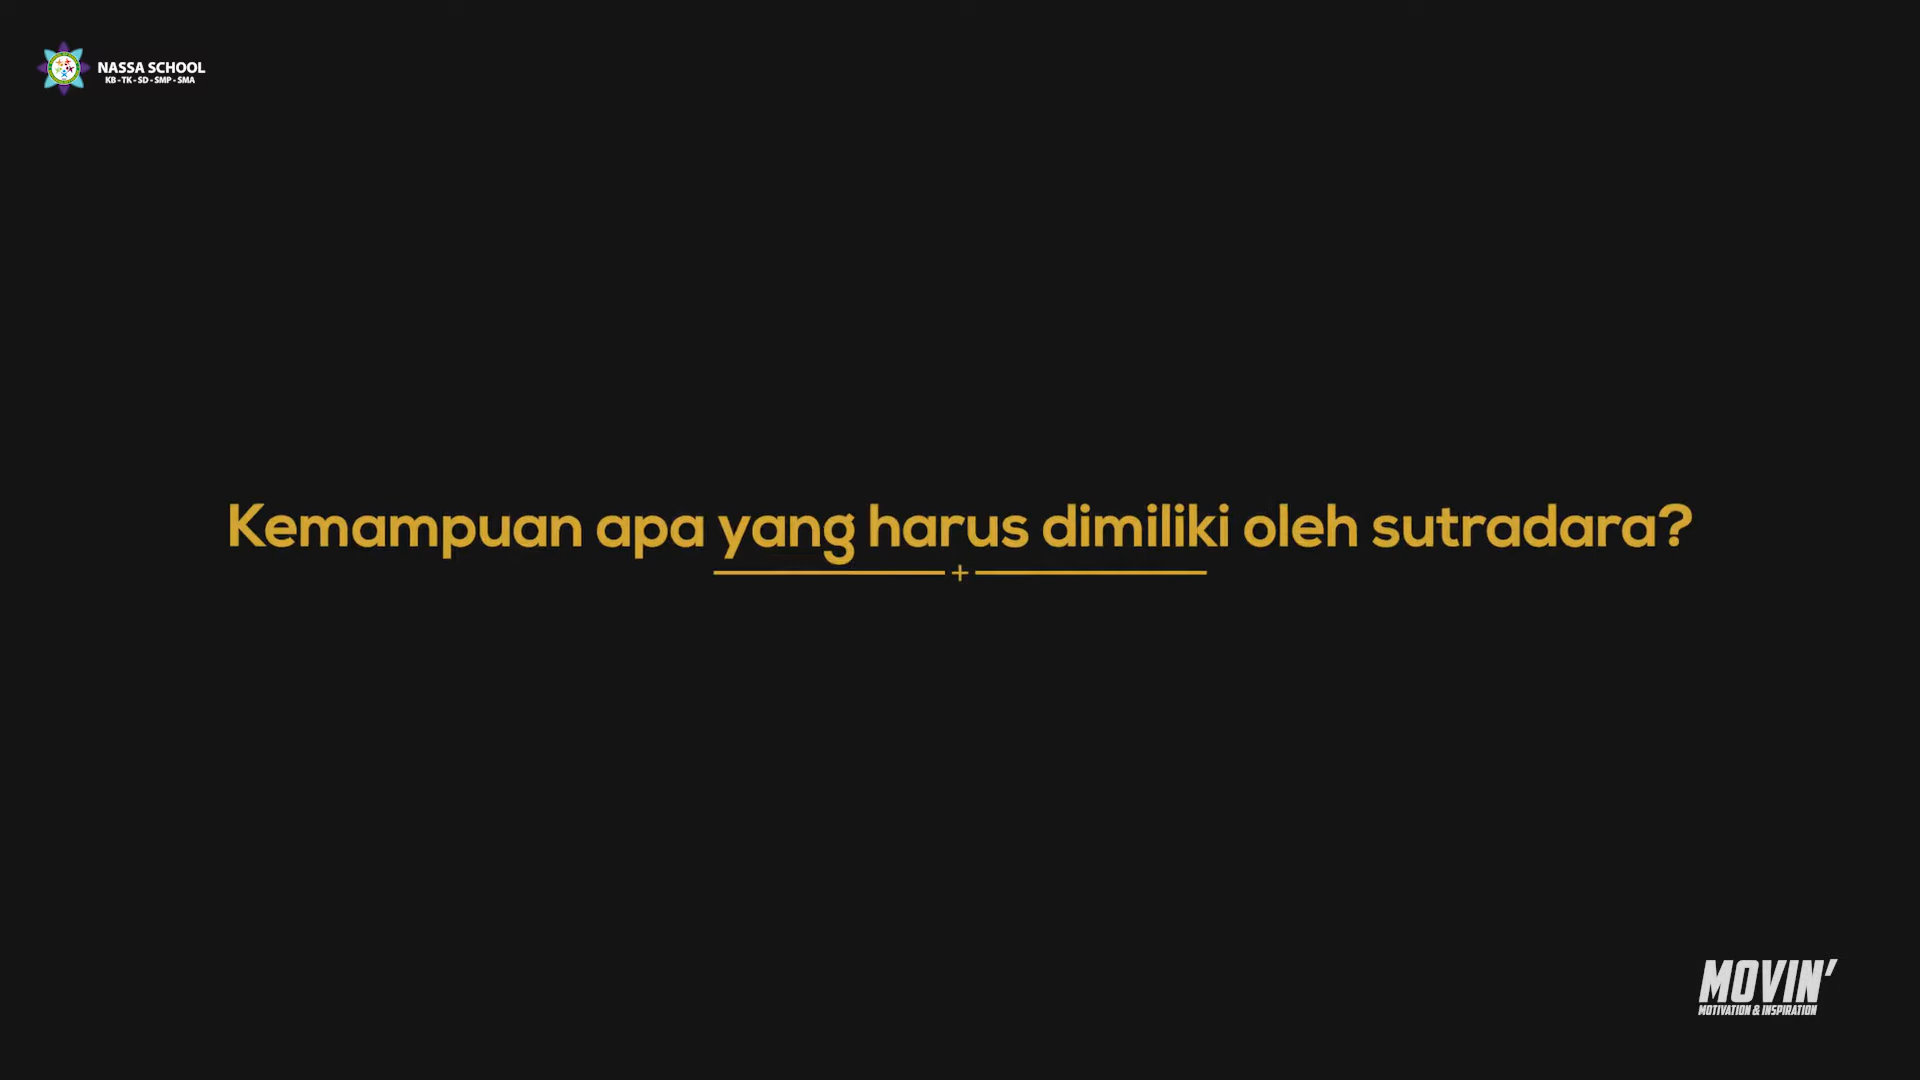 NASSA SCHOOL
KB - TK - SD - SMP - SMA
Kemampuan apa yang harus dimiliki oleh sutradara?
MOVIN'
MOTIVATION & INSPIRATION